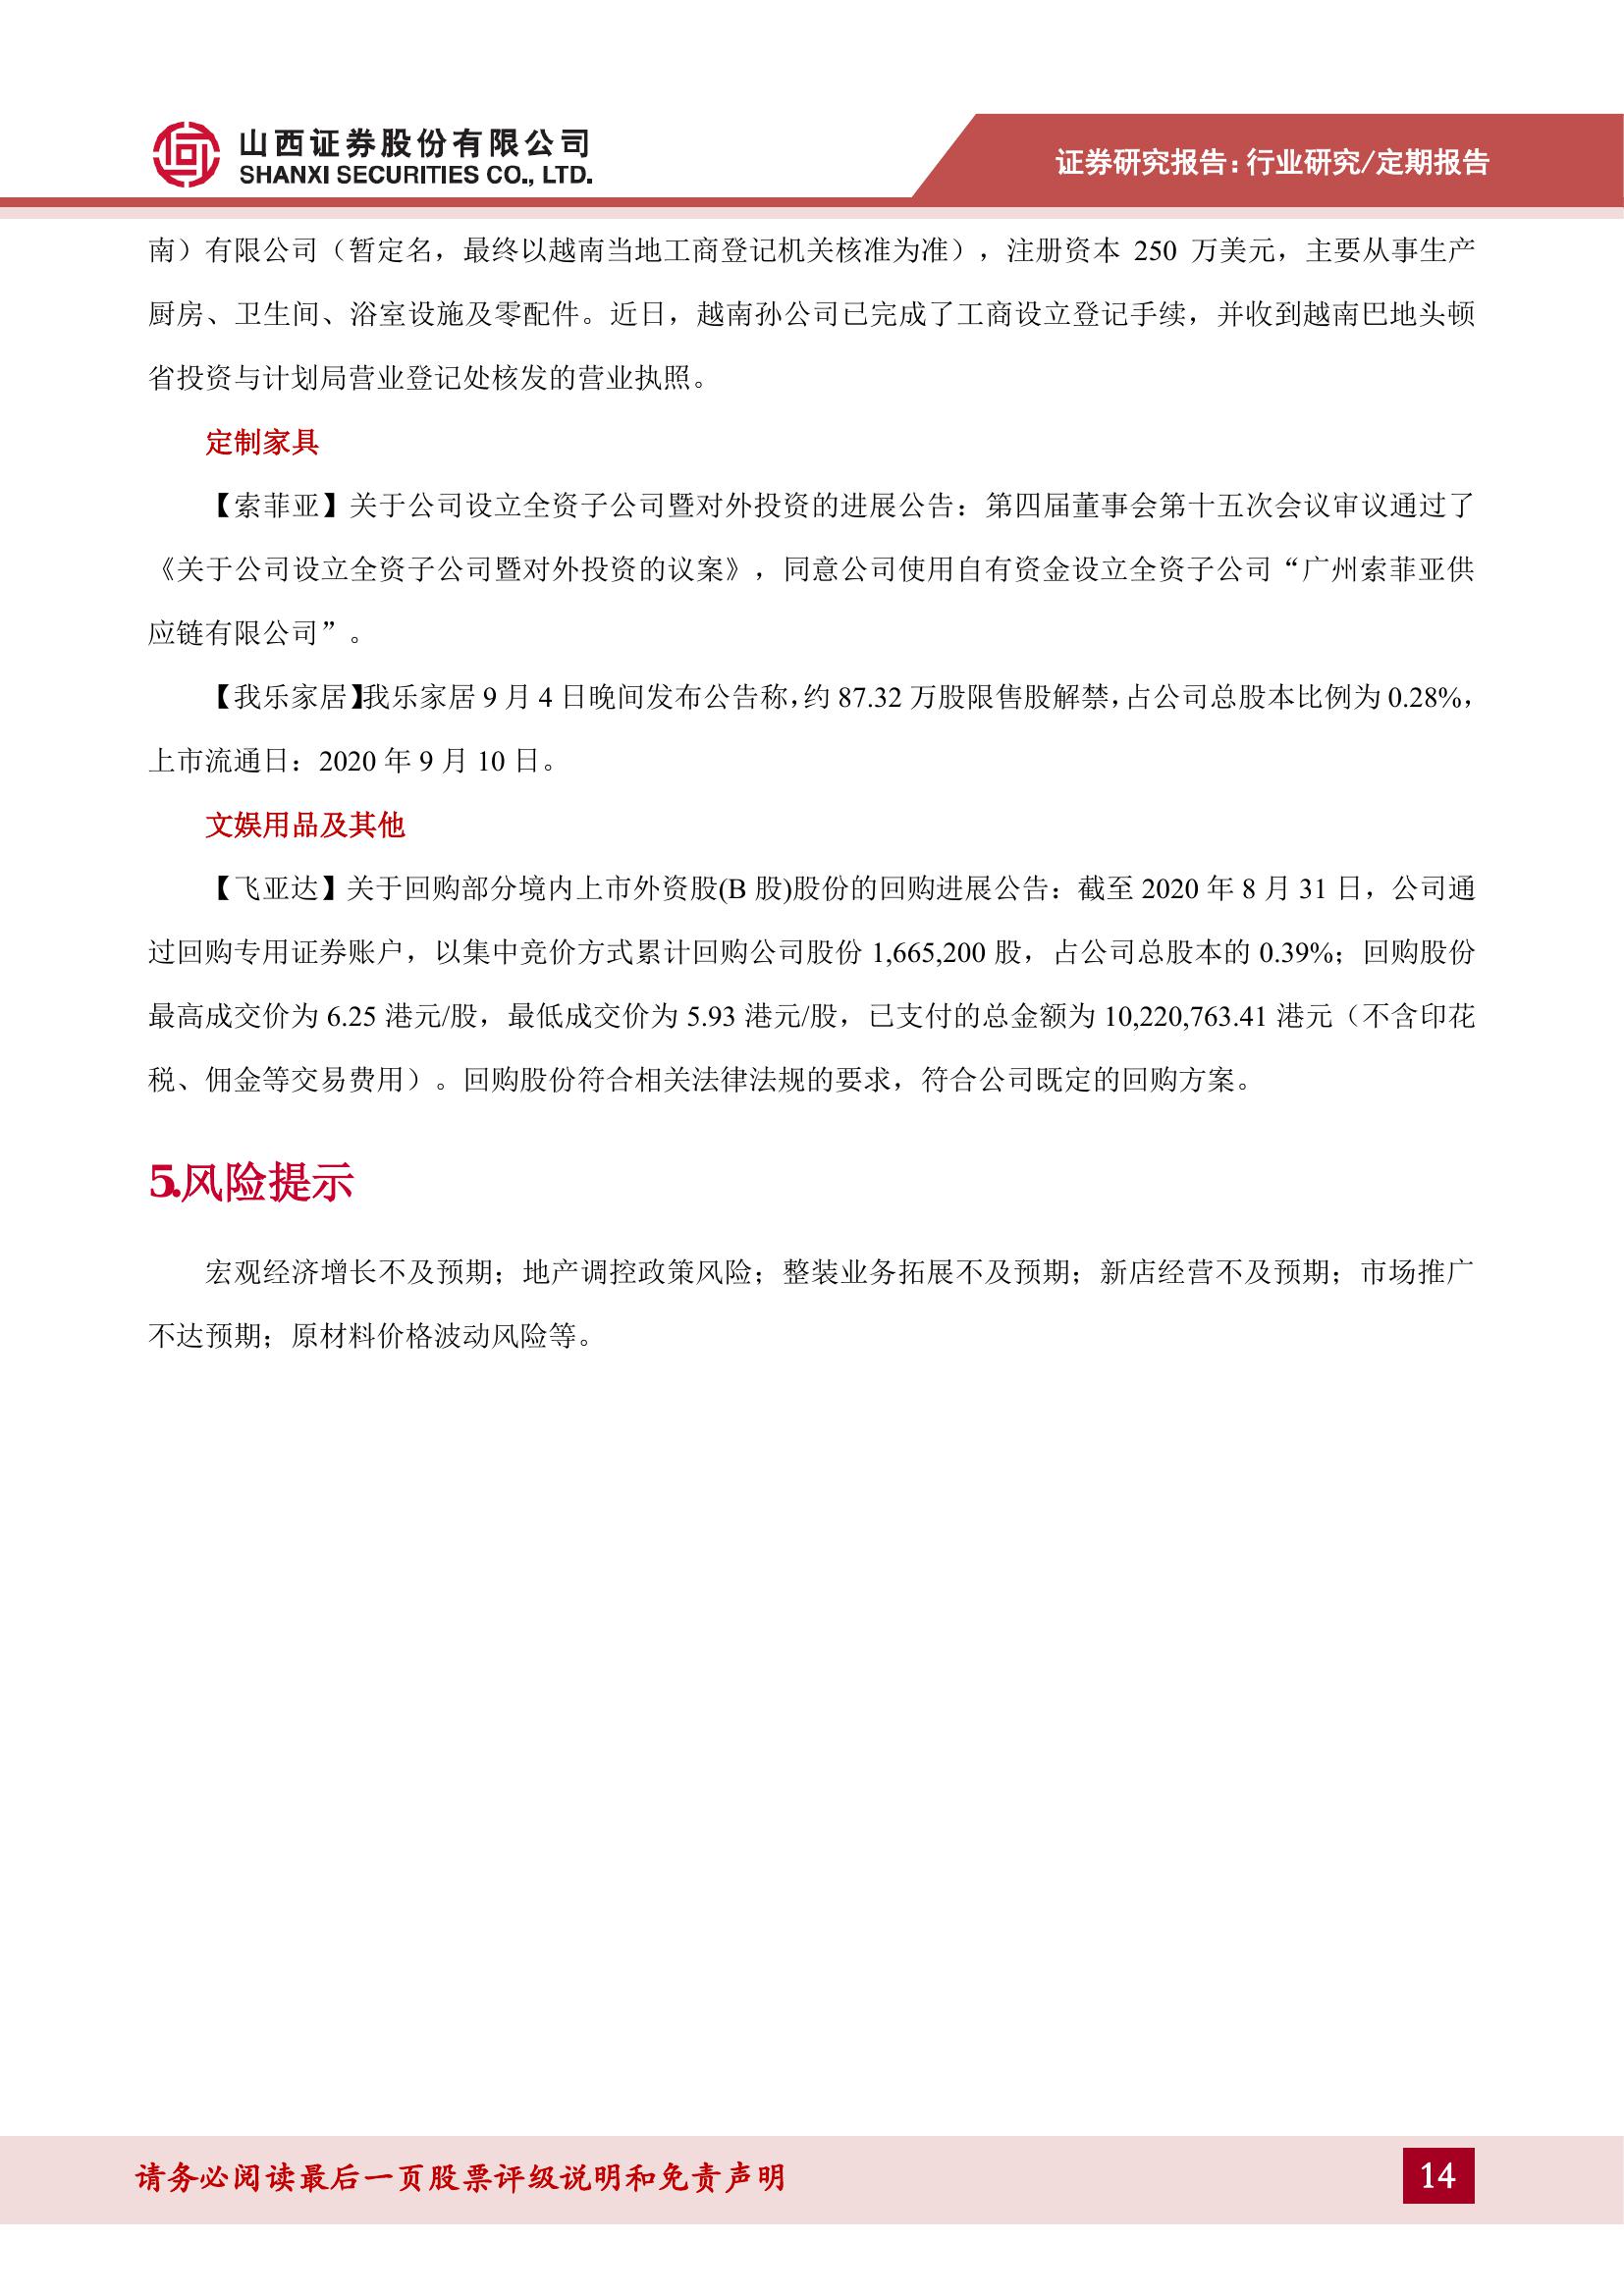 山西证券股份有限公司
SHANXI SECURITIES CO., LTD.
证券研究报告：行业研究/定期报告
南）有限公司（暂定名，最终以越南当地工商登记机关核准为准），注册资本 250 万美元，主要从事生产
厨房、卫生间、浴室设施及零配件。近日，越南孙公司已完成了工商设立登记手续，并收到越南巴地头顿
省投资与计划局营业登记处核发的营业执照。
定制家具
【索菲亚】关于公司设立全资子公司暨对外投资的进展公告：第四届董事会第十五次会议审议通过了
《关于公司设立全资子公司暨对外投资的议案》，同意公司使用自有资金设立全资子公司“广州索菲亚供
应链有限公司”。
【我乐家居】我乐家居 9 月 4 日晚间发布公告称，约 87.32 万股限售股解禁，占公司总股本比例为 0.28%，
上市流通日：2020 年 9 月 10 日。
文娱用品及其他
【飞亚达】关于回购部分境内上市外资股(B 股)股份的回购进展公告：截至 2020 年 8 月 31 日，公司通
过回购专用证券账户，以集中竞价方式累计回购公司股份 1,665,200 股，占公司总股本的 0.39%；回购股份
最高成交价为 6.25 港元/股，最低成交价为 5.93 港元/股，已支付的总金额为 10,220,763.41 港元（不含印花
税、佣金等交易费用）。回购股份符合相关法律法规的要求，符合公司既定的回购方案。
5.风险提示
宏观经济增长不及预期；地产调控政策风险；整装业务拓展不及预期；新店经营不及预期；市场推广
不达预期；原材料价格波动风险等。
请务必阅读最后一页股票评级说明和免责声明
14